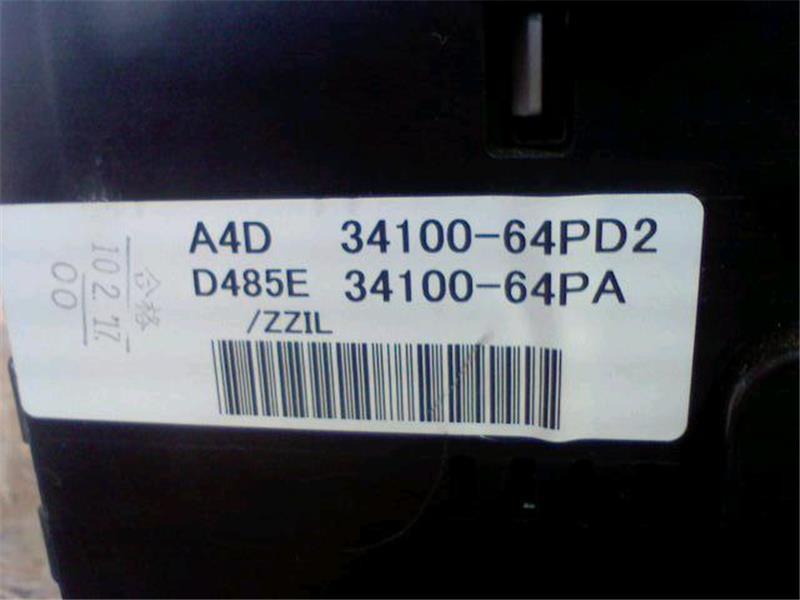 A4D 34100-64PD2
D485E 34100-64PA
/ZZIL
合格
10.2.17.
00